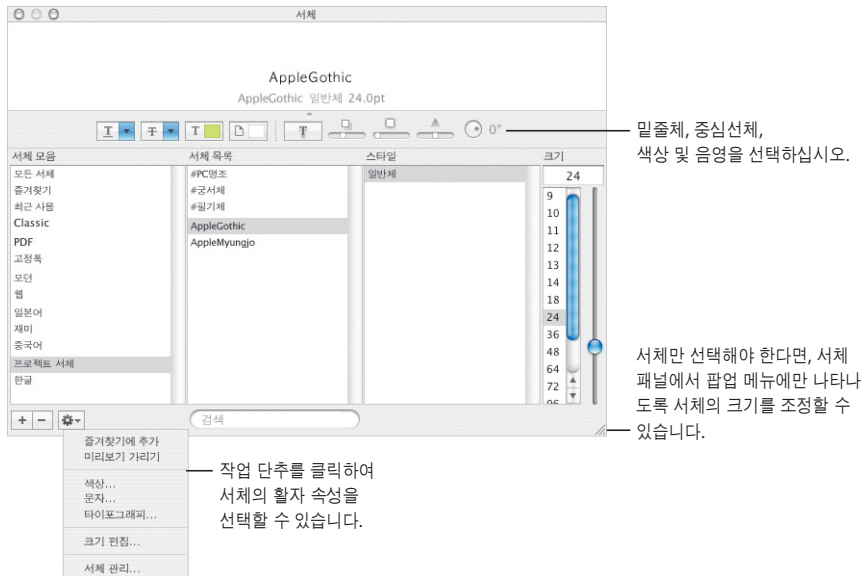 서체
AppleGothic
AppleGothic 일반체 24.0pt
T T T T 0°
밑줄체, 중심선체,
색상 및 음영을 선택하십시오.
서체 모음 서체 목록 스타일 크기
모든 서체
즐겨찾기
최근 사용
Classic
PDF
고정폭
모던
웹
일본어
재미
중국어
프로젝트 서체
한글
#PC명조
#궁서체
#필기체
AppleGothic
AppleMyungjo
일반체
24
9
10
11
12
13
14
18
24
36
48
64
72
96
서체만 선택해야 한다면, 서체
패널에서 팝업 메뉴에만 나타나
도록 서체의 크기를 조정할 수
있습니다.
+ − 검색
즐겨찾기에 추가
미리보기 가리기
색상...
문자...
타이포그래피...
크기 편집...
서체 관리...
작업 단추를 클릭하여
서체의 활자 속성을
선택할 수 있습니다.